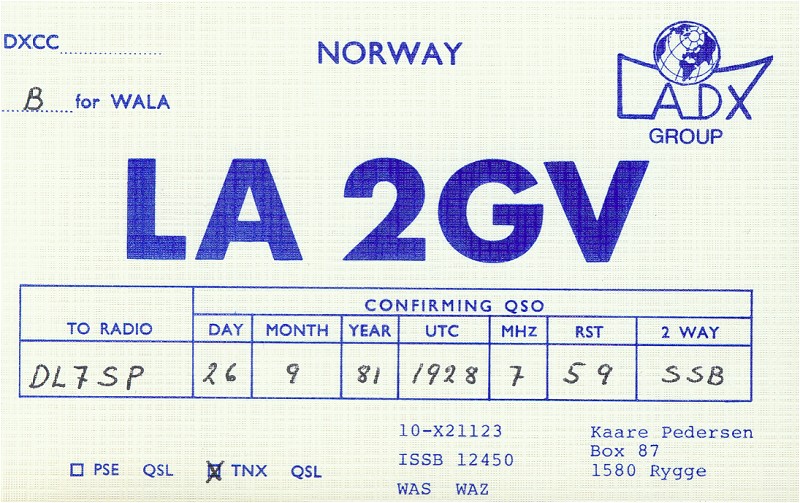 DXCC
NORWAY
B for WALA
LADX
GROUP
LA 2GV
CONFIRMING QSO
TO RADIO DAY MONTH YEAR UTC MHZ RST 2 WAY
DL7SP 26 9 81 1928 7 59 SSB
10-X21123
ISSB 12450
WAS WAZ
Kaare Pedersen
Box 87
1580 Rygge
PSE QSL TNX QSL